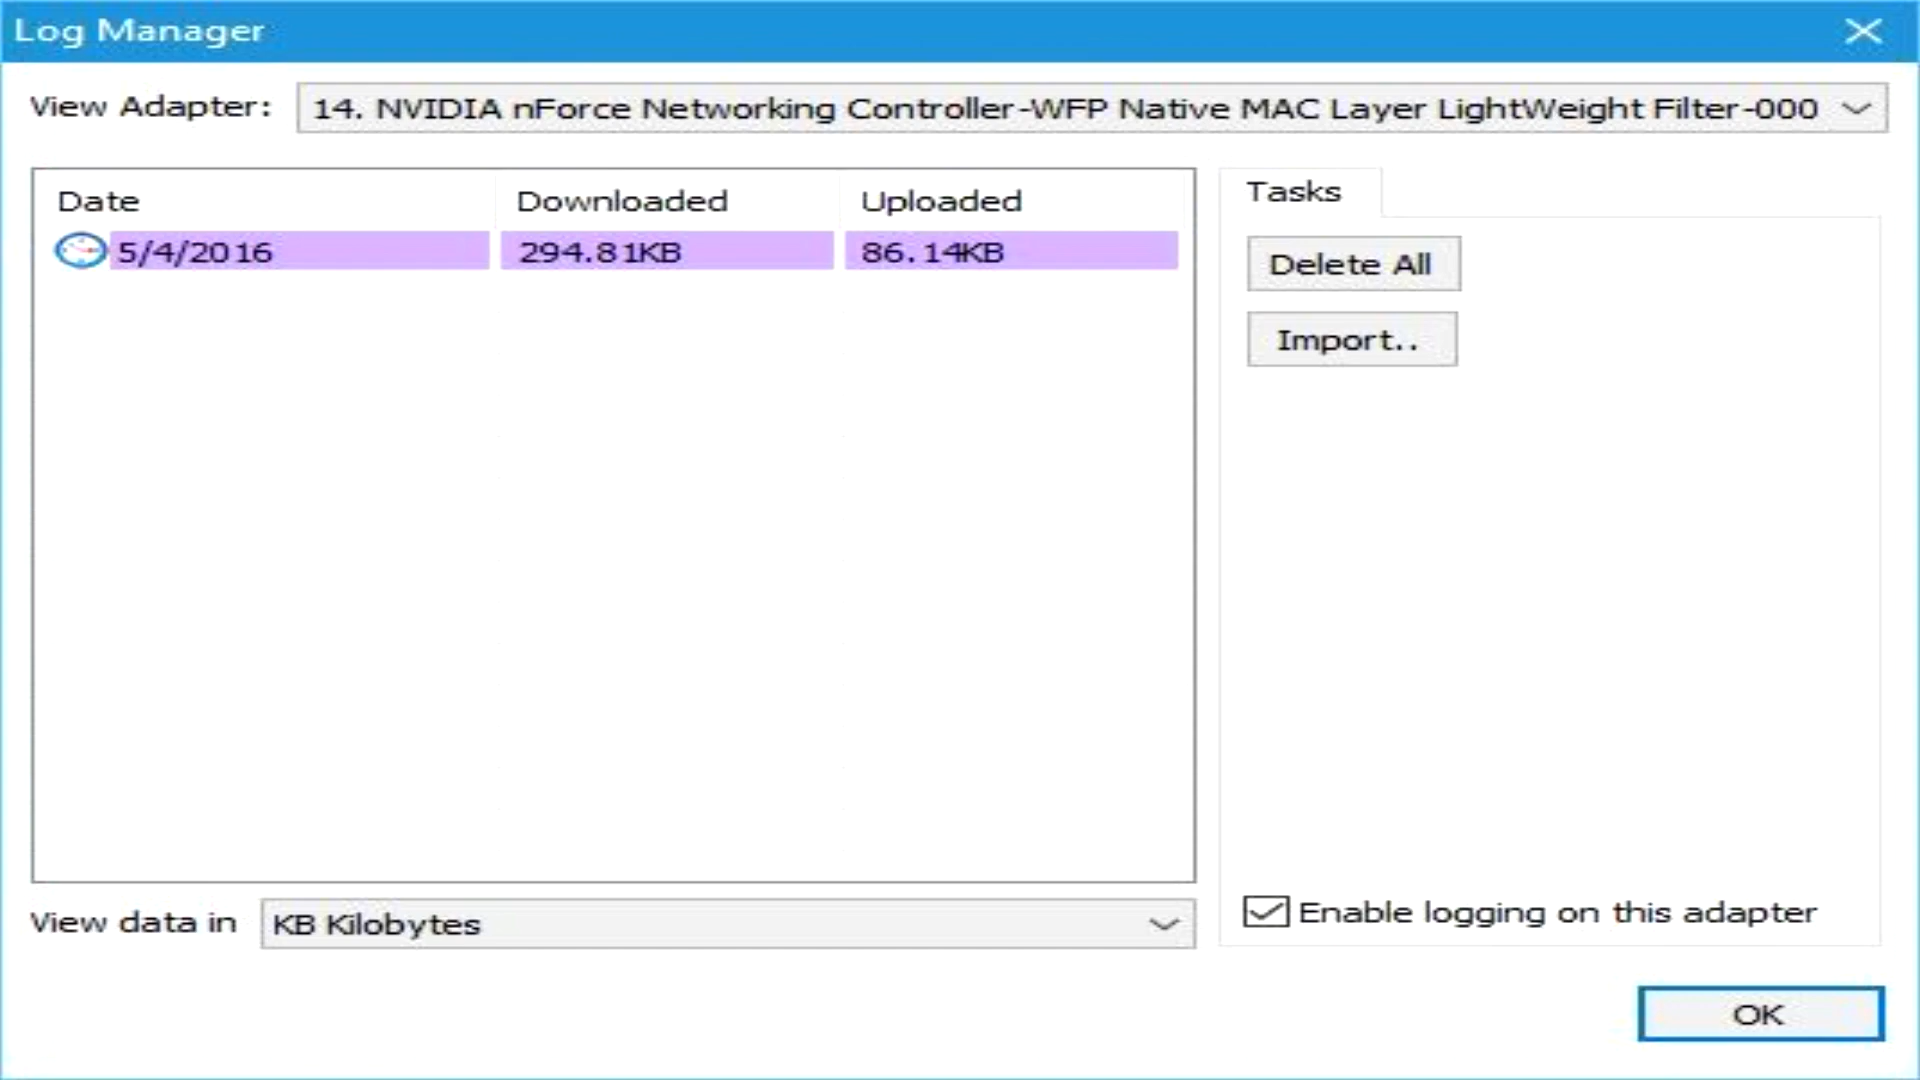 Log Manager
View Adapter: 14. NVIDIA nForce Networking Controller-WFP Native MAC Layer LightWeight Filter-000
Date Downloaded Uploaded
5/4/2016 294.81KB 86.14KB
Tasks
Delete All
Import..
View data in KB Kilobytes
Enable logging on this adapter
OK